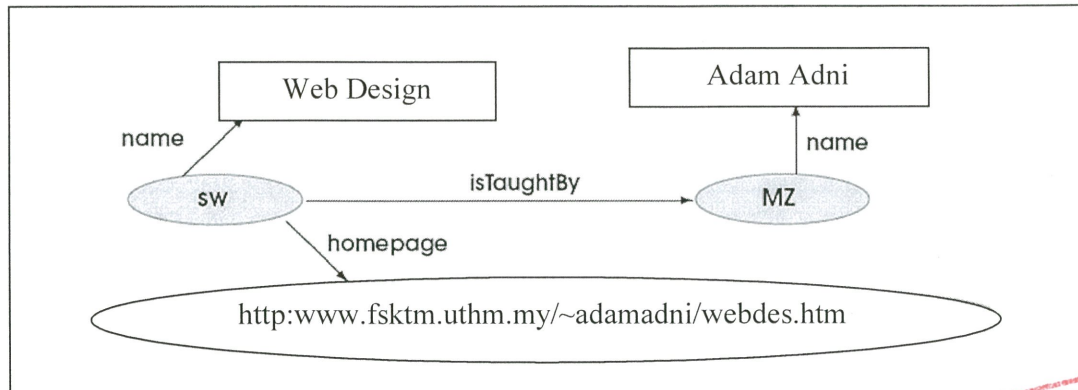 Web Design
Adam Adni
name
name
sw
isTaughtBy
MZ
homepage
http:www.fsktm.uthm.my/~adamadni/webdes.htm